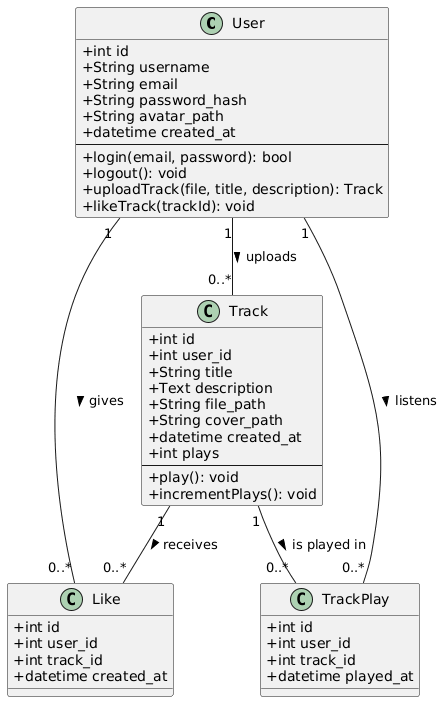 C User
+int id
+String username
+String email
+String password_hash
+String avatar_path
+datetime created_at
+login(email, password): bool
+logout(): void
+uploadTrack(file, title, description): Track
+likeTrack(trackId): void
1 1 1
uploads
0..*
C Track
+int id
+int user_id
+String title
+Text description
+String file_path
+String cover_path
+datetime created_at
+int plays
+play(): void
+incrementPlays(): void
gives
listens
1 1
receives
is played in
0..* 0..* 0..* 0..*
C Like
+int id
+int user_id
+int track_id
+datetime created_at
C TrackPlay
+int id
+int user_id
+int track_id
+datetime played_at